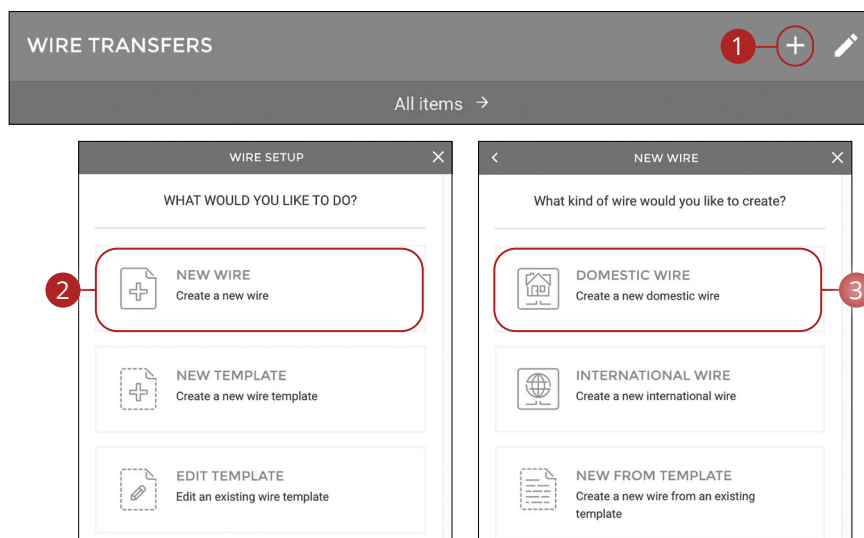 WIRE TRANSFERS
1
All items
WIRE SETUP
WHAT WOULD YOU LIKE TO DO?
2
NEW WIRE
Create a new wire
NEW TEMPLATE
Create a new wire template
EDIT TEMPLATE
Edit an existing wire template
NEW WIRE
What kind of wire would you like to create?
DOMESTIC WIRE
Create a new domestic wire
3
INTERNATIONAL WIRE
Create a new international wire
NEW FROM TEMPLATE
Create a new wire from an existing
template